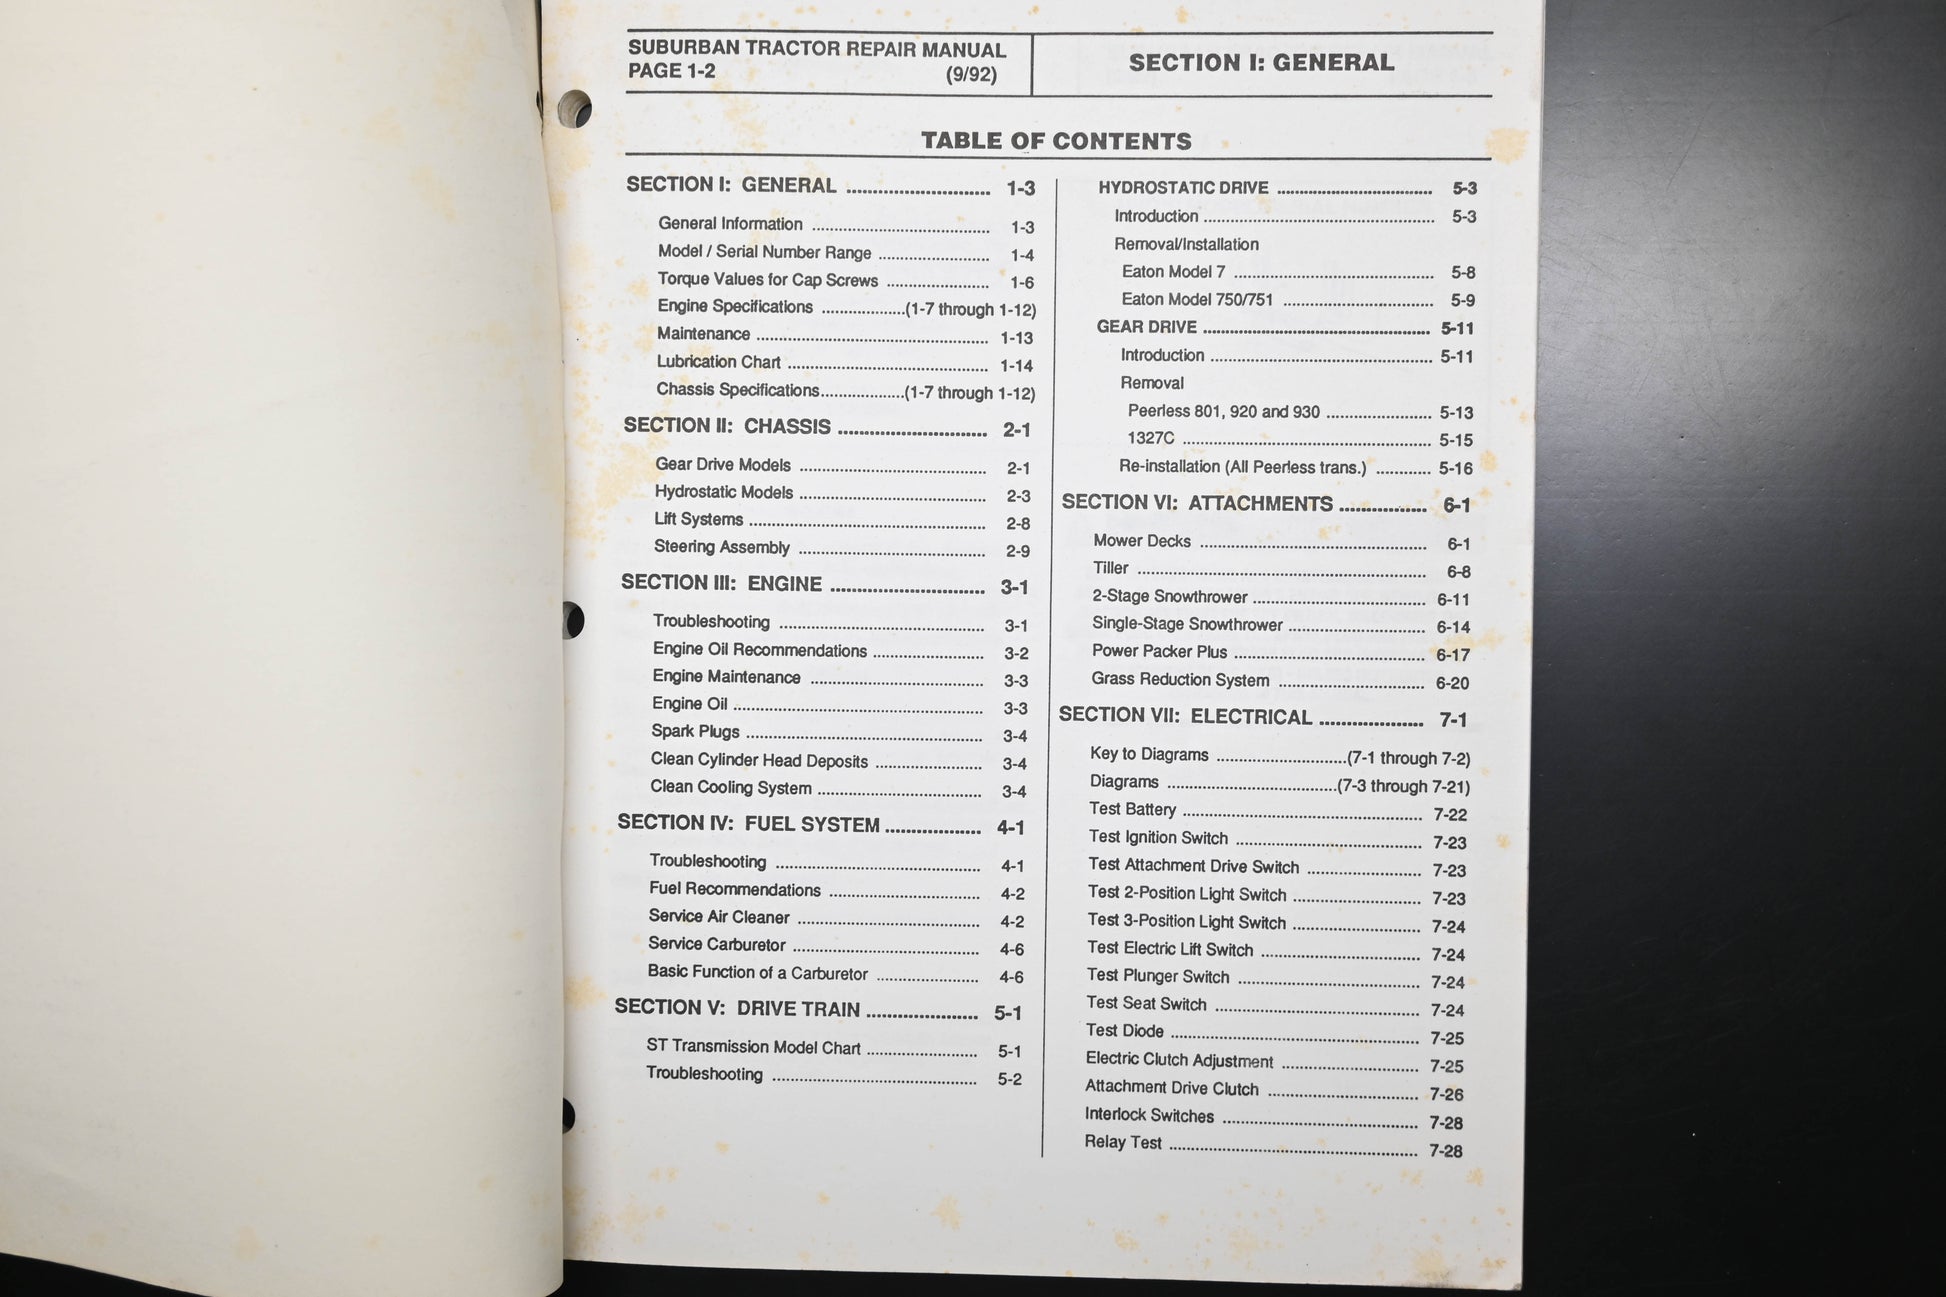 SUBURBAN TRACTOR REPAIR MANUAL
PAGE 1-2 (9/92)
SECTION I: GENERAL
TABLE OF CONTENTS
SECTION I: GENERAL ........................... 1-3
General Information ....................................... 1-3
Model / Serial Number Range ........................ 1-4
Torque Values for Cap Screws ...................... 1-6
Engine Specifications ..................(1-7 through 1-12)
Maintenance .................................................. 1-13
Lubrication Chart ........................................... 1-14
Chassis Specifications..................(1-7 through 1-12)
SECTION II: CHASSIS ............................ 2-1
Gear Drive Models ......................................... 2-1
Hydrostatic Models ......................................... 2-3
Lift Systems .................................................... 2-8
Steering Assembly ......................................... 2-9
SECTION III: ENGINE ............................. 3-1
Troubleshooting ............................................. 3-1
Engine Oil Recommendations ........................ 3-2
Engine Maintenance ...................................... 3-3
Engine Oil ...................................................... 3-3
Spark Plugs ................................................... 3-4
Clean Cylinder Head Deposits ....................... 3-4
Clean Cooling System .................................... 3-4
SECTION IV: FUEL SYSTEM .................. 4-1
Troubleshooting ............................................. 4-1
Fuel Recommendations ................................. 4-2
Service Air Cleaner ........................................ 4-2
Service Carburetor ......................................... 4-6
Basic Function of a Carburetor ...................... 4-6
SECTION V: DRIVE TRAIN ..................... 5-1
ST Transmission Model Chart ........................ 5-1
Troubleshooting ............................................. 5-2
HYDROSTATIC DRIVE .................................. 5-3
Introduction .................................................. 5-3
Removal/Installation
Eaton Model 7 ............................................ 5-8
Eaton Model 750/751 ................................. 5-9
GEAR DRIVE ................................................. 5-11
Introduction ................................................ 5-11
Removal
Peerless 801, 920 and 930 ....................... 5-13
1327C ...................................................... 5-15
Re-installation (All Peerless trans.) ............ 5-16
SECTION VI: ATTACHMENTS ................ 6-1
Mower Decks ................................................. 6-1
Tiller ............................................................... 6-8
2-Stage Snowthrower ..................................... 6-11
Single-Stage Snowthrower .............................. 6-14
Power Packer Plus ......................................... 6-17
Grass Reduction System ................................ 6-20
SECTION VII: ELECTRICAL .................... 7-1
Key to Diagrams ............................(7-1 through 7-2)
Diagrams .....................................(7-3 through 7-21)
Test Battery .................................................... 7-22
Test Ignition Switch ........................................ 7-23
Test Attachment Drive Switch ......................... 7-23
Test 2-Position Light Switch ............................ 7-23
Test 3-Position Light Switch ............................ 7-24
Test Electric Lift Switch ................................... 7-24
Test Plunger Switch ........................................ 7-24
Test Seat Switch ............................................. 7-24
Test Diode ...................................................... 7-25
Electric Clutch Adjustment .............................. 7-25
Attachment Drive Clutch ................................. 7-26
Interlock Switches ........................................... 7-28
Relay Test ...................................................... 7-28